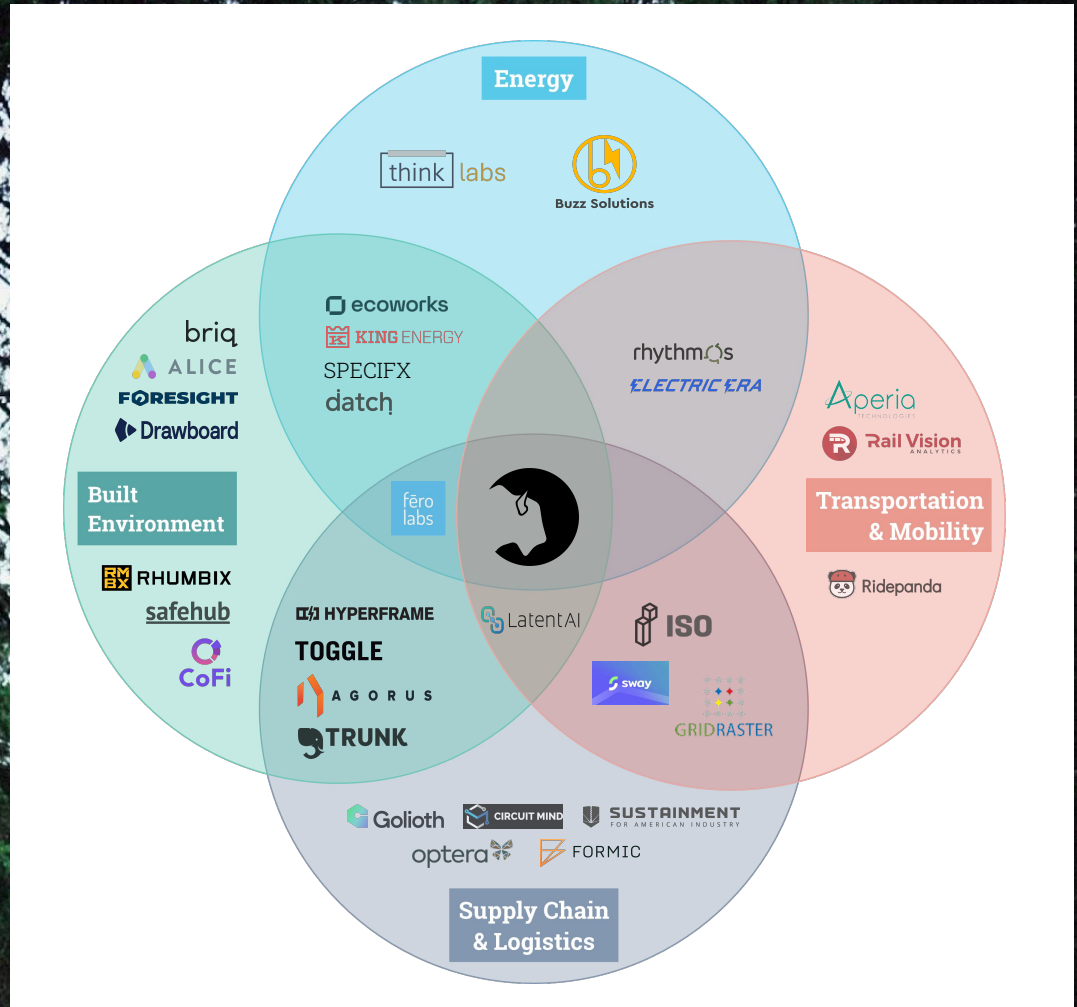 Energy
think labs
Buzz Solutions
ecoworks
KING ENERGY
SPECIFX
datch
rhythmos
ELECTRIC ERA
briq
ALICE
FORESIGHT
Drawboard
Built
Environment
RMBX RHUMBIX
safehub
CoFi
Aperia
TECHNOLOGIES
R Rail Vision
ANALYTICS
Transportation
& Mobility
Ridepanda
fēro
labs
HYPERFRAME
TOGGLE
AGORUS
TRUNK
LatentAI
ISO
sway
GRIDRASTER
Golioth
CIRCUIT MIND
SUSTAINMENT
FOR AMERICAN INDUSTRY
optera
FORMIC
Supply Chain
& Logistics